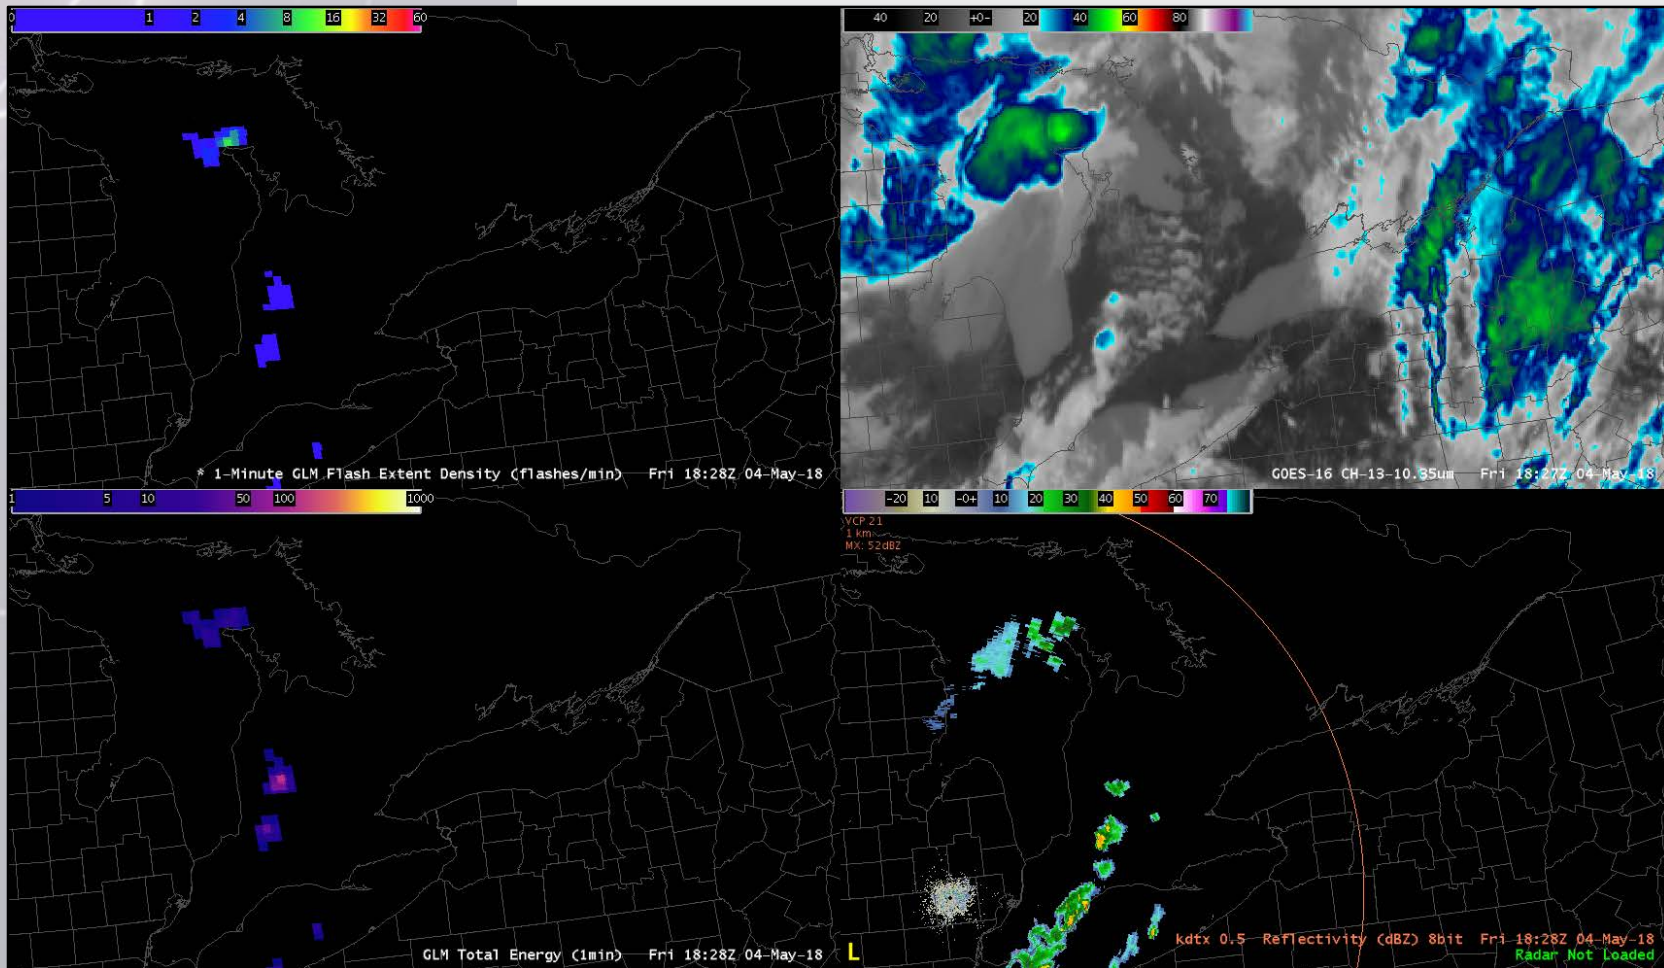 0 1 2 4 8 16 32 60
40 20 +0- 20 40 60 80
* 1-Minute GLM Flash Extent Density (flashes/min) Fri 18:28Z 04-May-18
GOES-16 CH-13-10.35um Fri 18:27Z 04-May-18
1 5 10 50 100 1000
-20 10 -0+ 10 20 30 40 50 60 70
VCP 21
1 km
MX: 52dBZ
GLM Total Energy (1min) Fri 18:28Z 04-May-18
L
kdtx 0.5 Reflectivity (dBZ) 8bit Fri 18:28Z 04-May-18
Radar Not Loaded